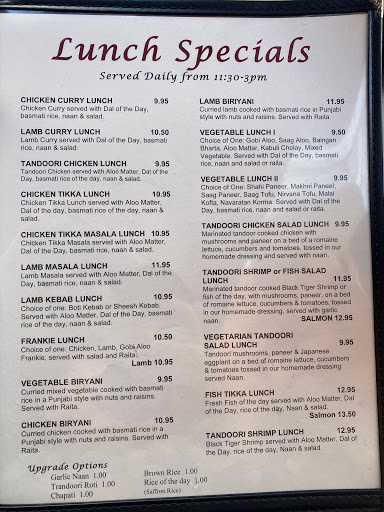 Lunch Specials
Served Daily from 11:30-3pm
CHICKEN CURRY LUNCH 9.95
Chicken Curry served with Dal of the Day,
basmati rice, naan & salad.
LAMB CURRY LUNCH 10.50
Lamb Curry served with Dal of the Day, basmati
rice, naan & salad.
TANDOORI CHICKEN LUNCH 9.95
Tandoori Chicken served with Aloo Matter, Dal of
the Day, basmati rice of the day, naan & salad.
CHICKEN TIKKA LUNCH 10.95
Chicken Tikka Lunch served with Aloo Matter,
Dal of the day, basmati rice of the day, naan &
salad.
CHICKEN TIKKA MASALA LUNCH 10.95
Chicken Tikka Masala served with Aloo Matter,
Dal of the Day, basmati rice of the day, naan &
salad.
LAMB MASALA LUNCH 11.95
Lamb Masala served with Aloo Matter, Dal of the
Day, basmati rice of the day, naan & salad.
LAMB KEBAB LUNCH 10.95
Choice of one: Boti Kebab or Sheesh Kebab.
Served with Aloo Matter, Dal of the day, basmati
rice of the day, naan & salad.
FRANKIE LUNCH 10.50
Choice of one: Chicken, Lamb, Gobi Aloo
Frankie, served with salad and Raita
Lamb 10.95
VEGETABLE BIRYANI 9.95
Curried mixed vegetable cooked with basmati
rice in a Punjabi style with nuts and raisins.
Served with Raita.
CHICKEN BIRYANI 10.95
Curried chicken cooked with basmati rice in a
Punjabi style with nuts and raisins. Served with
Raita.
Upgrade Options
Garlic Naan 1.00
Trandoori Roti 1.00
Chapati 1.00
Brown Rice 1.00
Rice of the day 1.00
(Saffron Rice)
LAMB BIRIYANI 11.95
Curried lamb cooked with basmati rice in Punjabi
style with nuts and raisins. Served with Raita.
VEGETABLE LUNCH I 9.50
Choice of One: Gobi Aloo, Saag Aloo, Baingan
Bharta, Aloo Matter, Kabuli Cholay, Mixed
Vegetable. Served with Dal of the day, basmati
rice, naan and salad or raita.
VEGETABLE LUNCH II 9.95
Choice of One: Shahi Paneer, Makhni Paneer,
Saag Paneer, Saag Tofu, Nirvana Tofu, Malai
Kofta, Navaratan Korma. Served with Dal of the
Day, basmati rice, naan and salad or raita.
TANDOORI CHICKEN SALAD LUNCH 9.95
Marinated tandoor cooked chicken with
mushrooms and paneer on a bed of a romaine
lettuce, cucumbers and tomatoes, tossed in our
homemade dressing and served with naan.
TANDOORI SHRIMP or FISH SALAD
LUNCH 11.95
Marinated tandoor cooked Black Tiger Shrimp or
fish of the day, with mushrooms, paneer, on a bed
of romaine lettuce, cucumbers & tomatoes, tossed
in our homemade dressing, served with garlic
naan.
SALMON 12.95
VEGETARIAN TANDOORI
SALAD LUNCH 9.95
Tandoori mushrooms, paneer & Japanese
eggplant on a bed of romaine lettuce, cucumbers
& tomatoes tossed in our homemade dressing.
Served Naan.
FISH TIKKA LUNCH 12.95
Fresh Fish of the day served with Aloo Matter, Dal
of the Day, rice of the day, Naan & salad.
Salmon 13.50
TANDOORI SHRIMP LUNCH 12.95
Black Tiger Shrimp served with Aloo Matter, Dal of
the Day, rice of the day, Naan & salad.